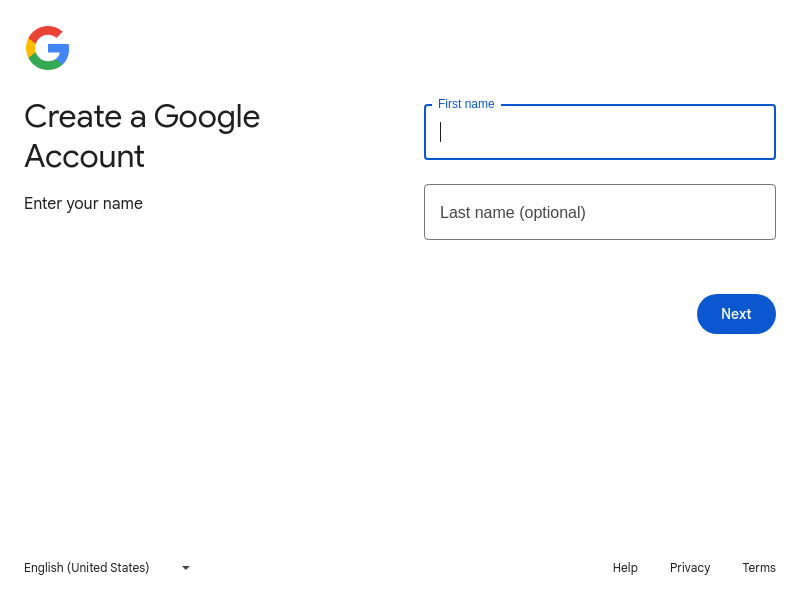 Create a Google
Account
Enter your name
First name
Last name (optional)
Next
English (United States)
Help
Privacy
Terms